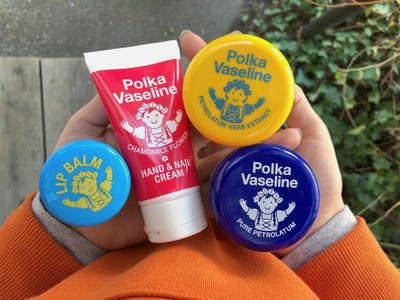 Polka
Vaseline
CHAMOMILE FLOWER
HAND & NAIL
CREAM
Polka
Vaseline
PETROLATUM HERB EXTRACT
LIP BALM
Polka
Vaseline
PURE PETROLATUM